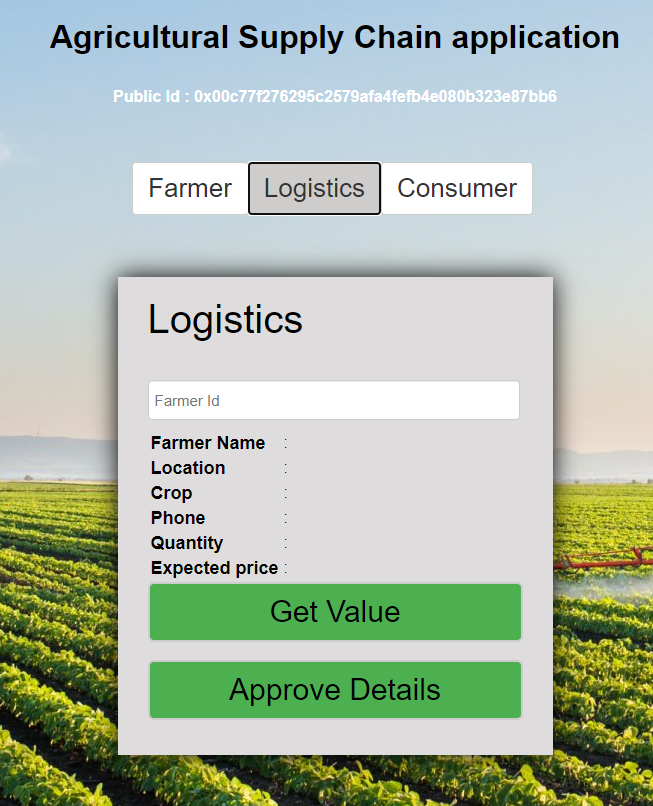 Agricultural Supply Chain application
Public Id : 0x00c77f276295c2579afa4fefb4e080b323e87bb6
Farmer Logistics Consumer
Logistics
Farmer Id
Farmer Name :
Location :
Crop :
Phone :
Quantity :
Expected price :
Get Value
Approve Details